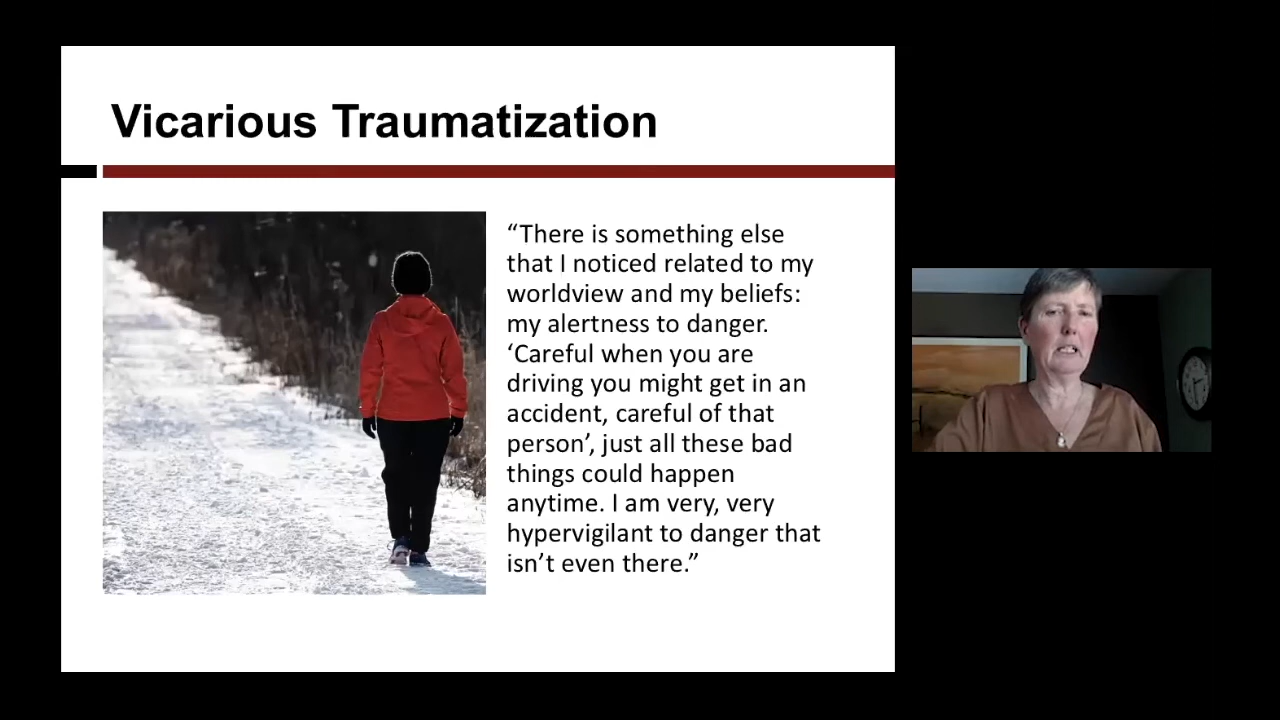 Vicarious Traumatization
“There is something else
that I noticed related to my
worldview and my beliefs:
my alertness to danger.
‘Careful when you are
driving you might get in an
accident, careful of that
person’, just all these bad
things could happen
anytime. I am very, very
hypervigilant to danger that
isn’t even there.”